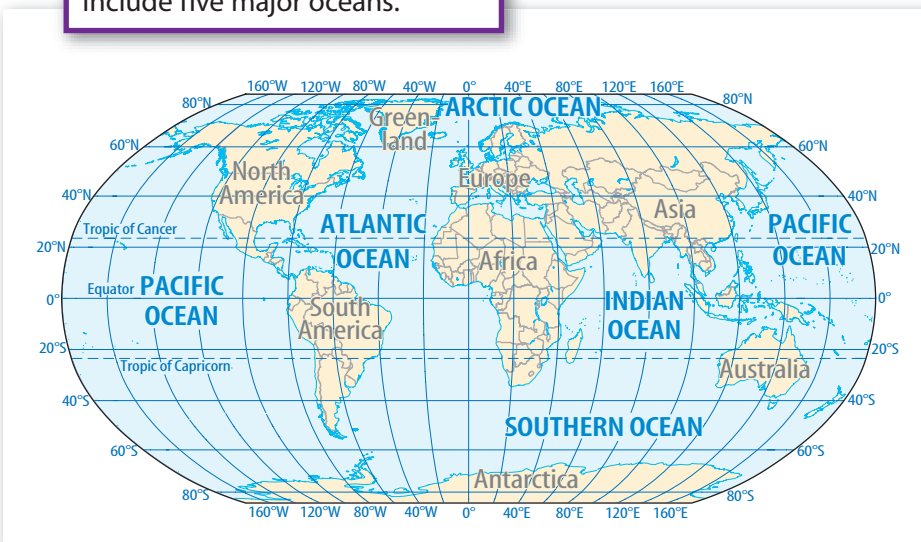 include five major oceans.
160°W 120°W 80°W 40°W 0° 40°E 80°E 120°E 160°E
80°N ARCTIC OCEAN 80°N
Green-
land
60°N 60°N
North
America
Europe
40°N Asia 40°N
ATLANTIC
OCEAN
PACIFIC
OCEAN
Tropic of Cancer
20°N Africa 20°N
Equator
PACIFIC
OCEAN
0° INDIAN
OCEAN
0°
South
America
20°S 20°S
Tropic of Capricorn
Australia
40°S 40°S
SOUTHERN OCEAN
60°S 60°S
Antarctica
80°S 80°S
160°W 120°W 80°W 40°W 0° 40°E 80°E 120°E 160°E